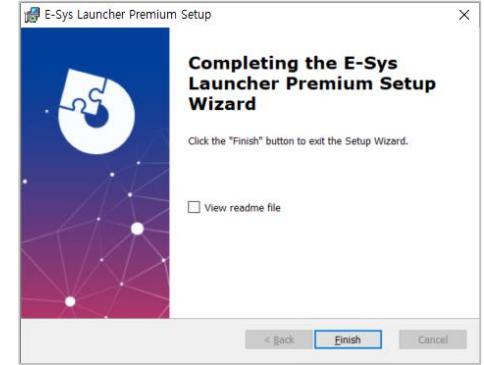 E-Sys Launcher Premium Setup
Completing the E-Sys
Launcher Premium Setup
Wizard
Click the "Finish" button to exit the Setup Wizard.
View readme file
< Back Finish Cancel